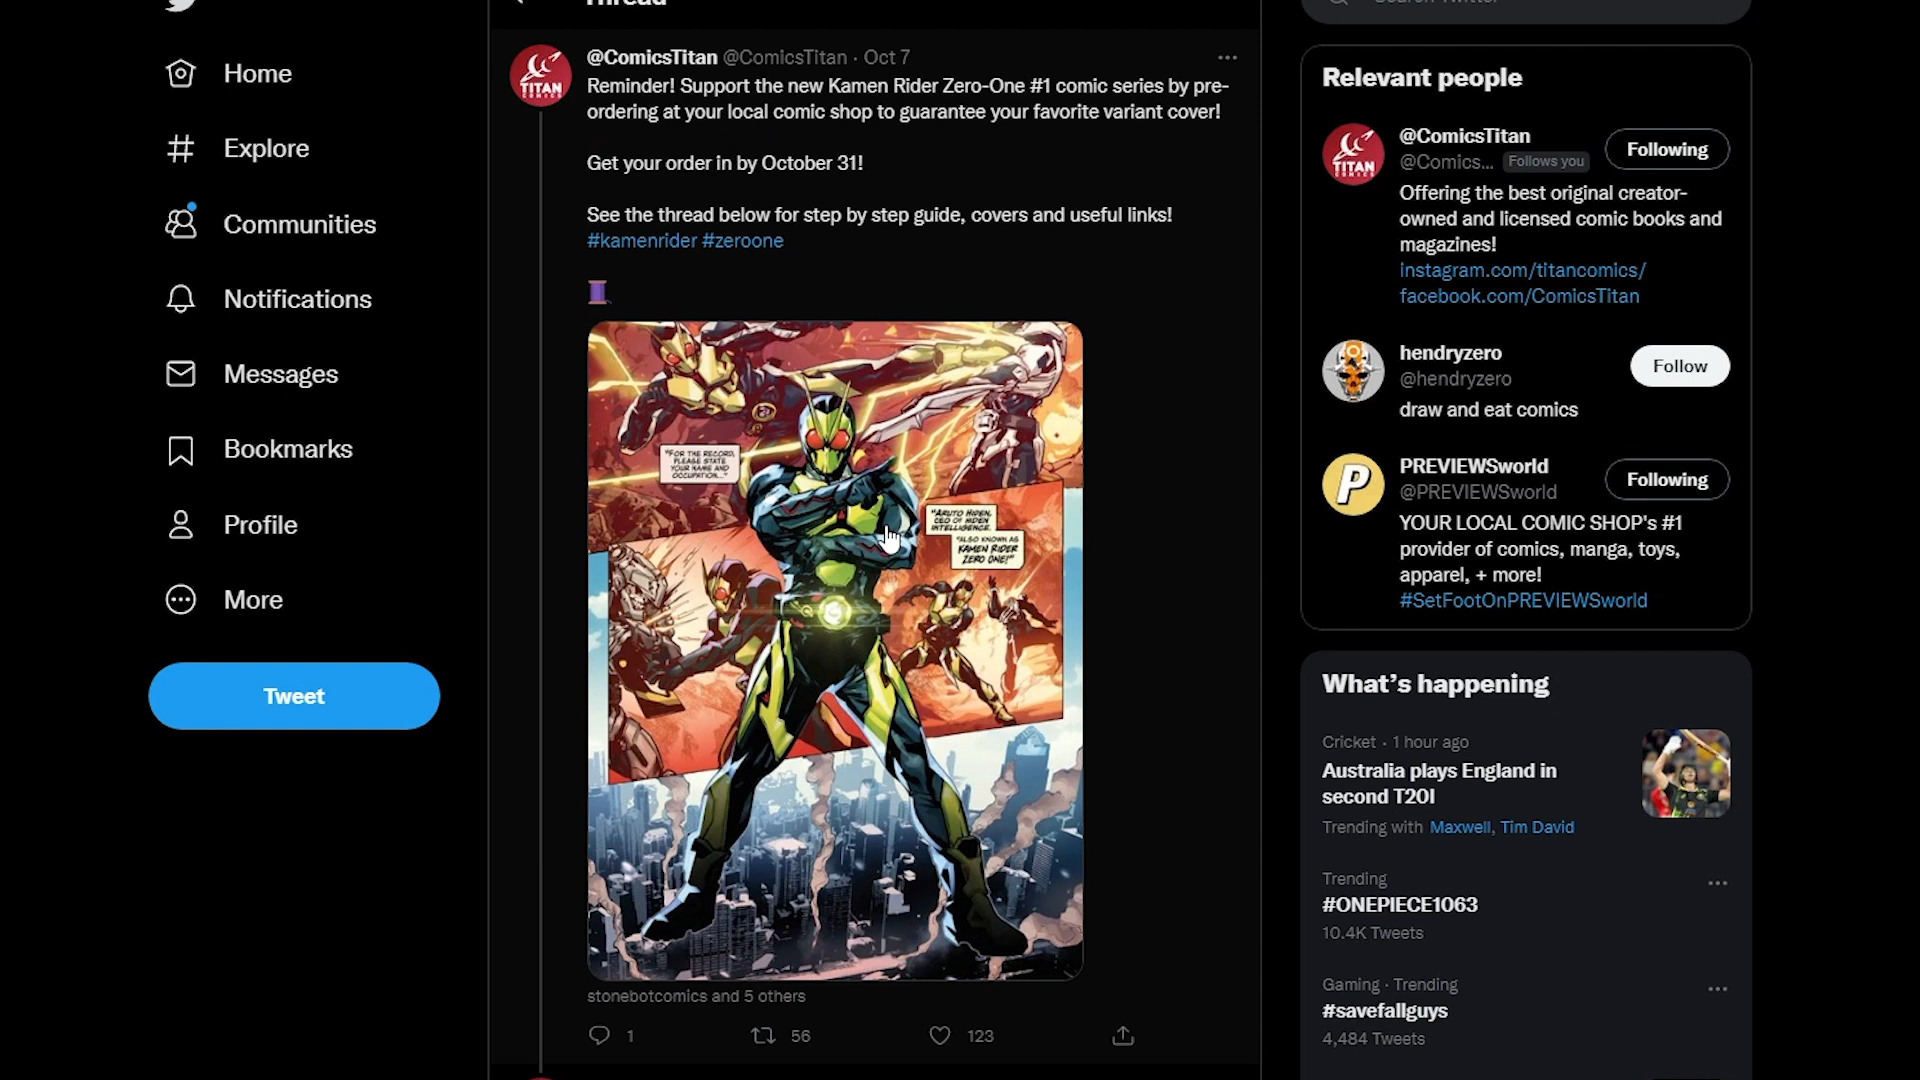 Thread
Search Twitter
Home
Explore
Communities
Notifications
Messages
Bookmarks
Profile
More
Tweet
TITAN
COMICS
@ComicsTitan @ComicsTitan · Oct 7
Reminder! Support the new Kamen Rider Zero-One #1 comic series by pre-
ordering at your local comic shop to guarantee your favorite variant cover!
Get your order in by October 31!
See the thread below for step by step guide, covers and useful links!
#kamenrider #zeroone
"FOR THE RECORD,
PLEASE STATE
YOUR NAME AND
OCCUPATION..."
"ARUTO HIDEN,
CEO OF HIDEN
INTELLIGENCE.
"ALSO KNOWN AS
KAMEN RIDER
ZERO ONE!"
stonebotcomics and 5 others
1
56
123
Relevant people
TITAN
COMICS
@ComicsTitan
@Comics... Follows you
Following
Offering the best original creator-
owned and licensed comic books and
magazines!
instagram.com/titancomics/
facebook.com/ComicsTitan
hendryzero
@hendryzero
Follow
draw and eat comics
P
PREVIEWSworld
@PREVIEWSworld
Following
YOUR LOCAL COMIC SHOP's #1
provider of comics, manga, toys,
apparel, + more!
#SetFootOnPREVIEWSworld
What's happening
Cricket · 1 hour ago
Australia plays England in
second T20I
Trending with Maxwell, Tim David
Trending
#ONEPIECE1063
10.4K Tweets
Gaming · Trending
#savefallguys
4,484 Tweets